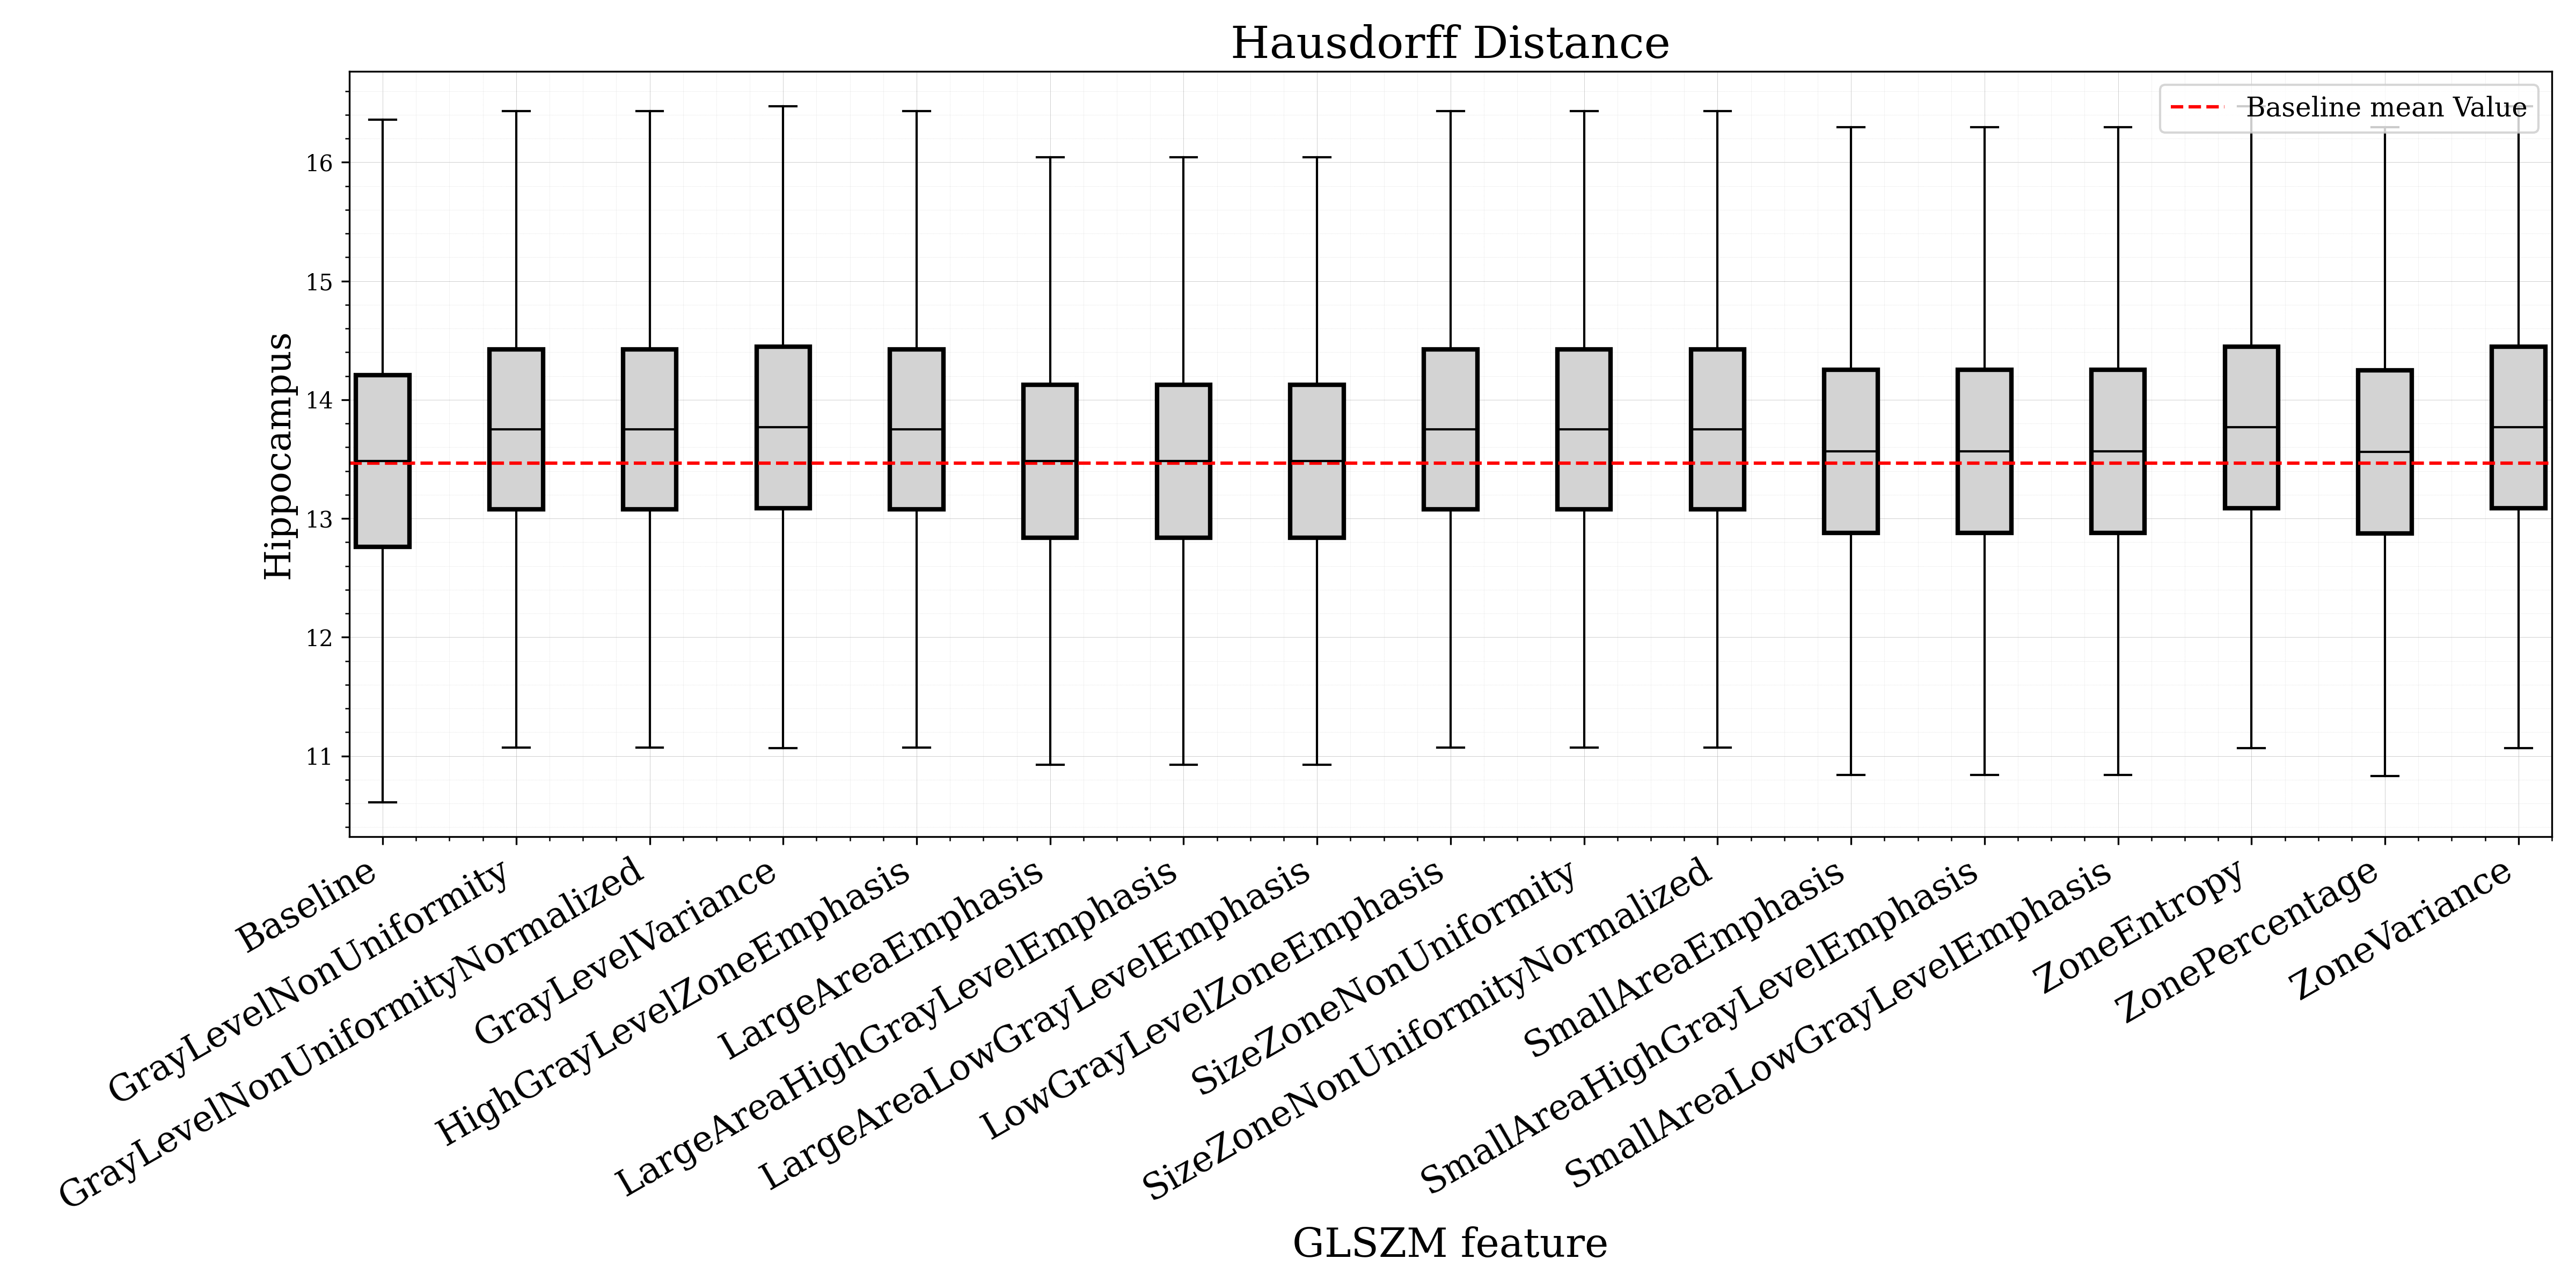 Hausdorff Distance
Baseline mean Value
Hippocampus
16
15
14
13
12
11
Baseline
GrayLevelNonUniformity
GrayLevelNonUniformityNormalized
GrayLevelVariance
HighGrayLevelZoneEmphasis
LargeAreaEmphasis
LargeAreaHighGrayLevelEmphasis
LargeAreaLowGrayLevelEmphasis
LowGrayLevelZoneEmphasis
SizeZoneNonUniformity
SizeZoneNonUniformityNormalized
SmallAreaEmphasis
SmallAreaHighGrayLevelEmphasis
SmallAreaLowGrayLevelEmphasis
ZoneEntropy
ZonePercentage
ZoneVariance
GLSZM feature